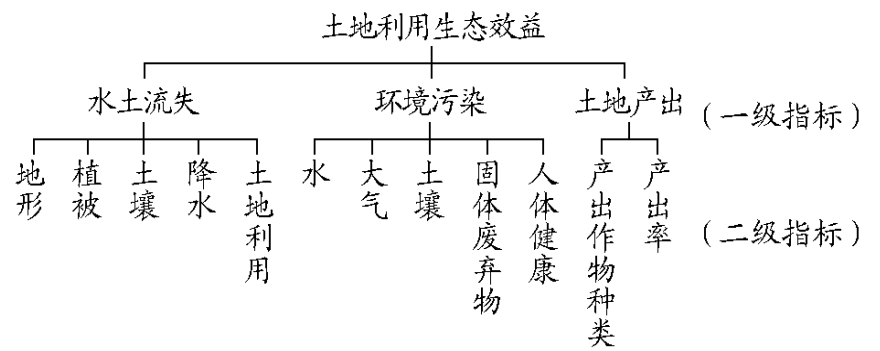 土地利用生态效益
水土流失
环境污染
土地产出
（一级指标）
地形
植被
土壤
降水
土地利用
水
大气
土壤
固体废弃物
人体健康
产出作物种类
产出率
（二级指标）